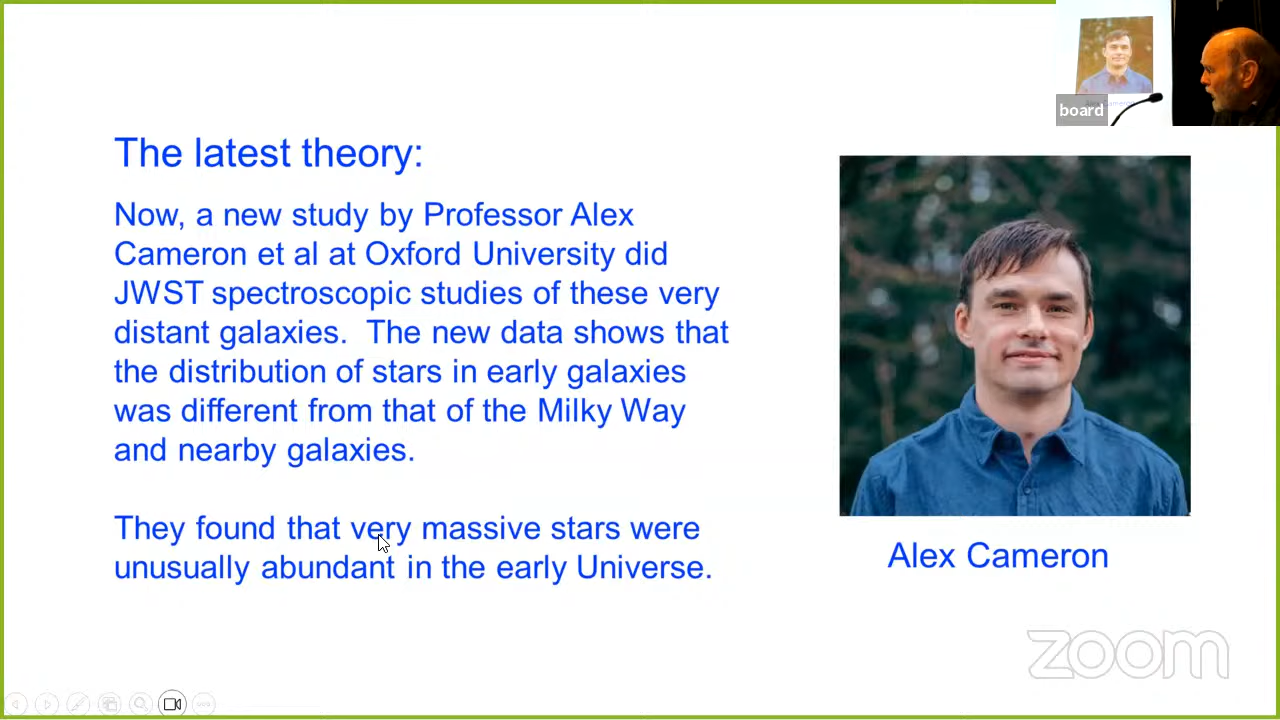 board
The latest theory:
Now, a new study by Professor Alex
Cameron et al at Oxford University did
JWST spectroscopic studies of these very
distant galaxies.  The new data shows that
the distribution of stars in early galaxies
was different from that of the Milky Way
and nearby galaxies.
They found that very massive stars were
unusually abundant in the early Universe.
Alex Cameron
zoom